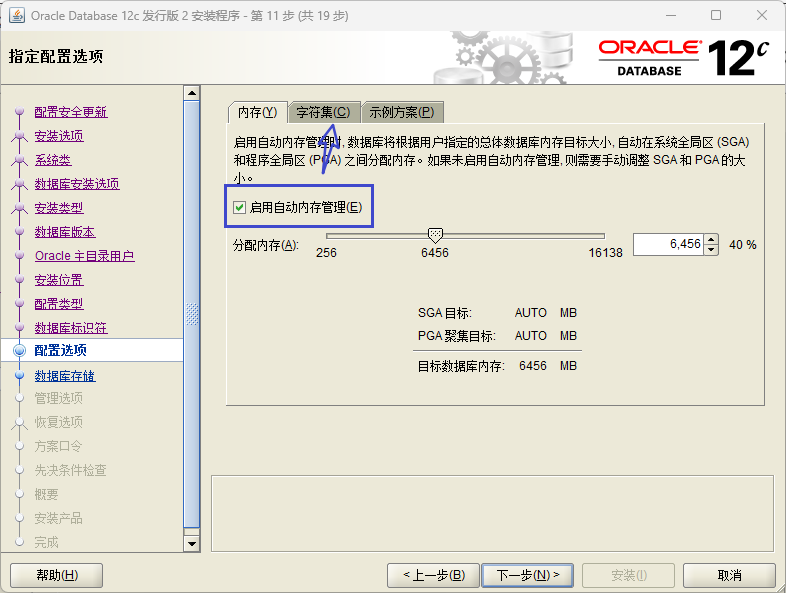 Oracle Database 12c 发行版 2 安装程序 - 第 11 步 (共 19 步)
指定配置选项
ORACLE
DATABASE
12c
配置安全更新
安装选项
系统类
数据库安装选项
安装类型
数据库版本
Oracle 主目录用户
安装位置
配置类型
数据库标识符
配置选项
数据库存储
管理选项
恢复选项
方案口令
先决条件检查
概要
安装产品
完成
内存(Y) 字符集(C) 示例方案(P)
启用自动内存管理时, 数据库将根据用户指定的总体数据库内存目标大小, 自动在系统全局区 (SGA)
和程序全局区 (PGA) 之间分配内存。如果未启用自动内存管理, 则需要手动调整 SGA 和 PGA 的大
小。
启用自动内存管理(E)
分配内存(A):
256 6456 16138
6,456 40 %
SGA 目标: AUTO MB
PGA 聚集目标: AUTO MB
目标数据库内存: 6456 MB
帮助(H) < 上一步(B) 下一步(N) > 安装(I) 取消